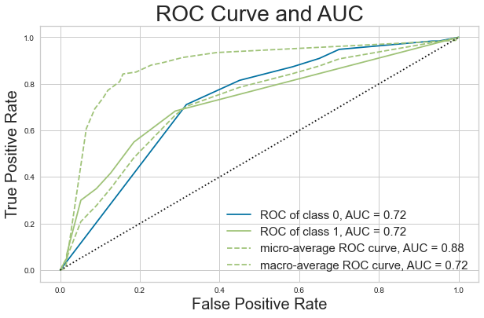 ROC Curve and AUC
True Positive Rate
1.0
0.8
0.6
0.4
0.2
0.0
ROC of class 0, AUC = 0.72
ROC of class 1, AUC = 0.72
micro-average ROC curve, AUC = 0.88
macro-average ROC curve, AUC = 0.72
0.0 0.2 0.4 0.6 0.8 1.0
False Positive Rate